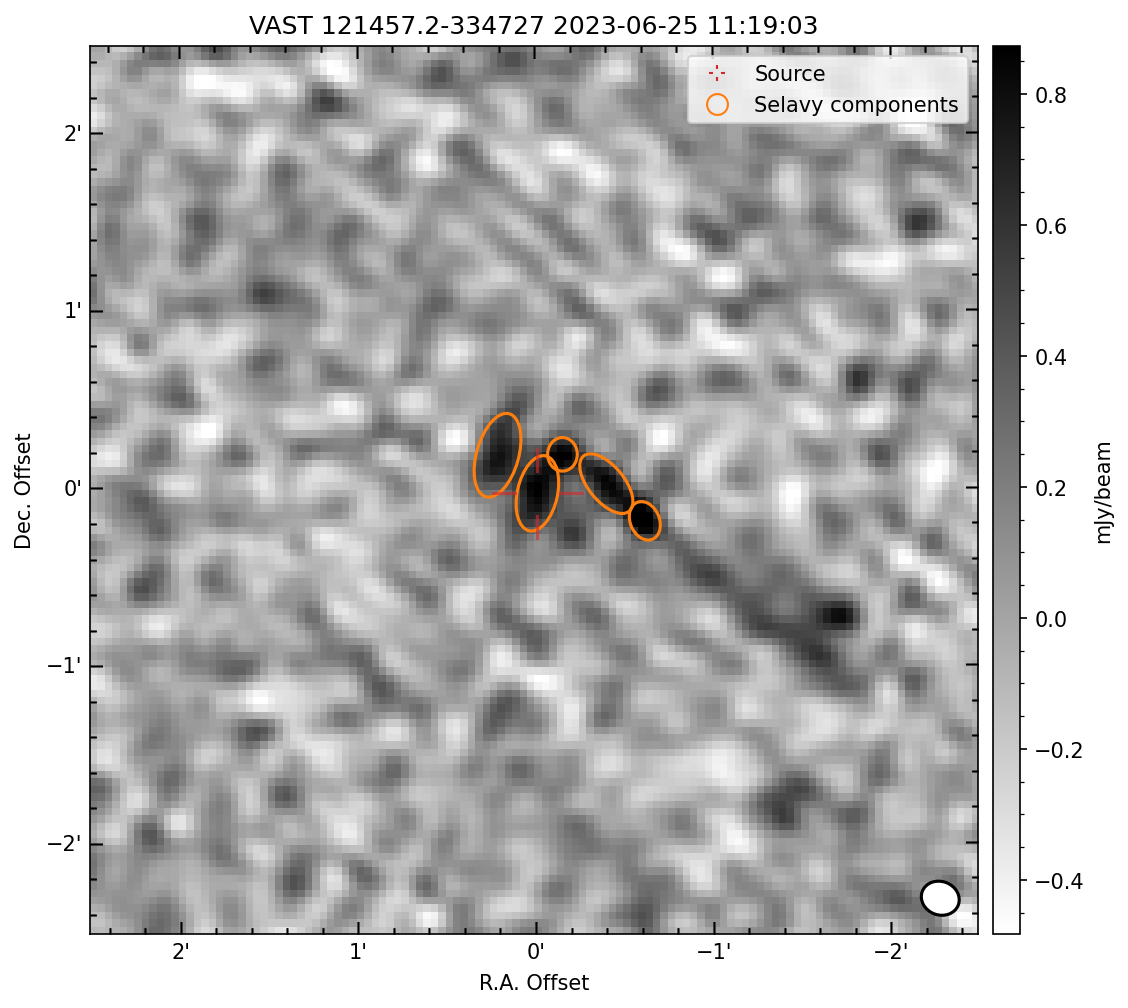 VAST 121457.2-334727 2023-06-25 11:19:03
Source
Selavy components
2'
1'
0'
−1'
−2'
Dec. Offset
2'
1'
0'
−1'
−2'
R.A. Offset
0.8
0.6
0.4
0.2
0.0
−0.2
−0.4
mJy/beam